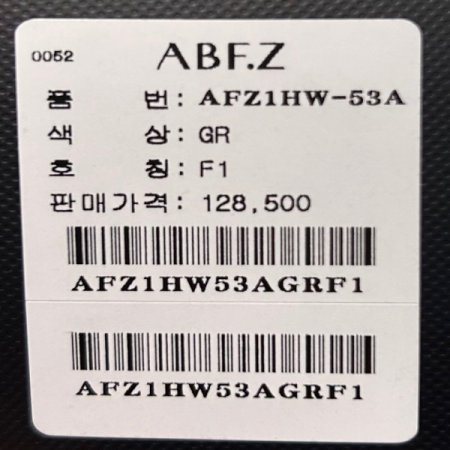 0052 ABF.Z
품 번: AFZ1HW-53A
색 상: GR
호 칭: F1
판매가격: 128,500
AFZ1HW53AGRF1
AFZ1HW53AGRF1